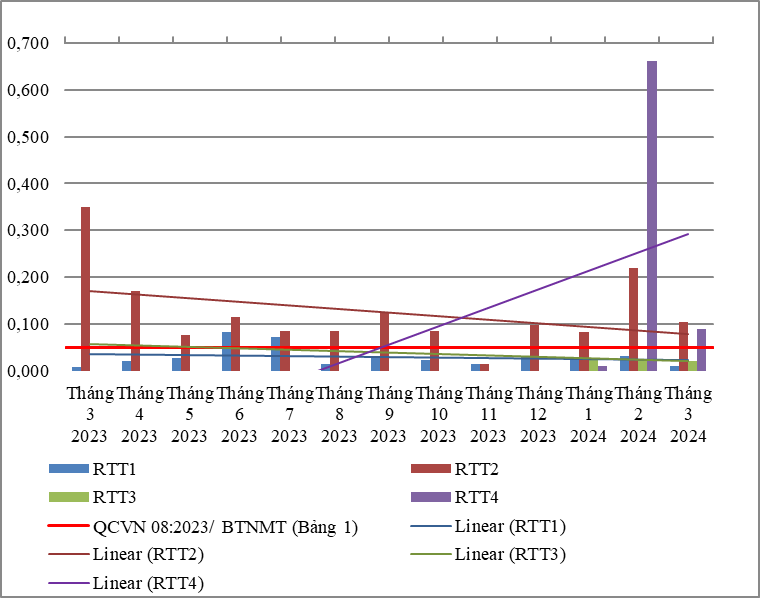 0,700
0,600
0,500
0,400
0,300
0,200
0,100
0,000
Tháng Tháng Tháng Tháng Tháng Tháng Tháng Tháng Tháng Tháng Tháng Tháng Tháng
3 4 5 6 7 8 9 10 11 12 1 2 3
2023 2023 2023 2023 2023 2023 2023 2023 2023 2023 2024 2024 2024
RTT1 RTT2
RTT3 RTT4
QCVN 08:2023/ BTNMT (Bảng 1) Linear (RTT1)
Linear (RTT2) Linear (RTT3)
Linear (RTT4)